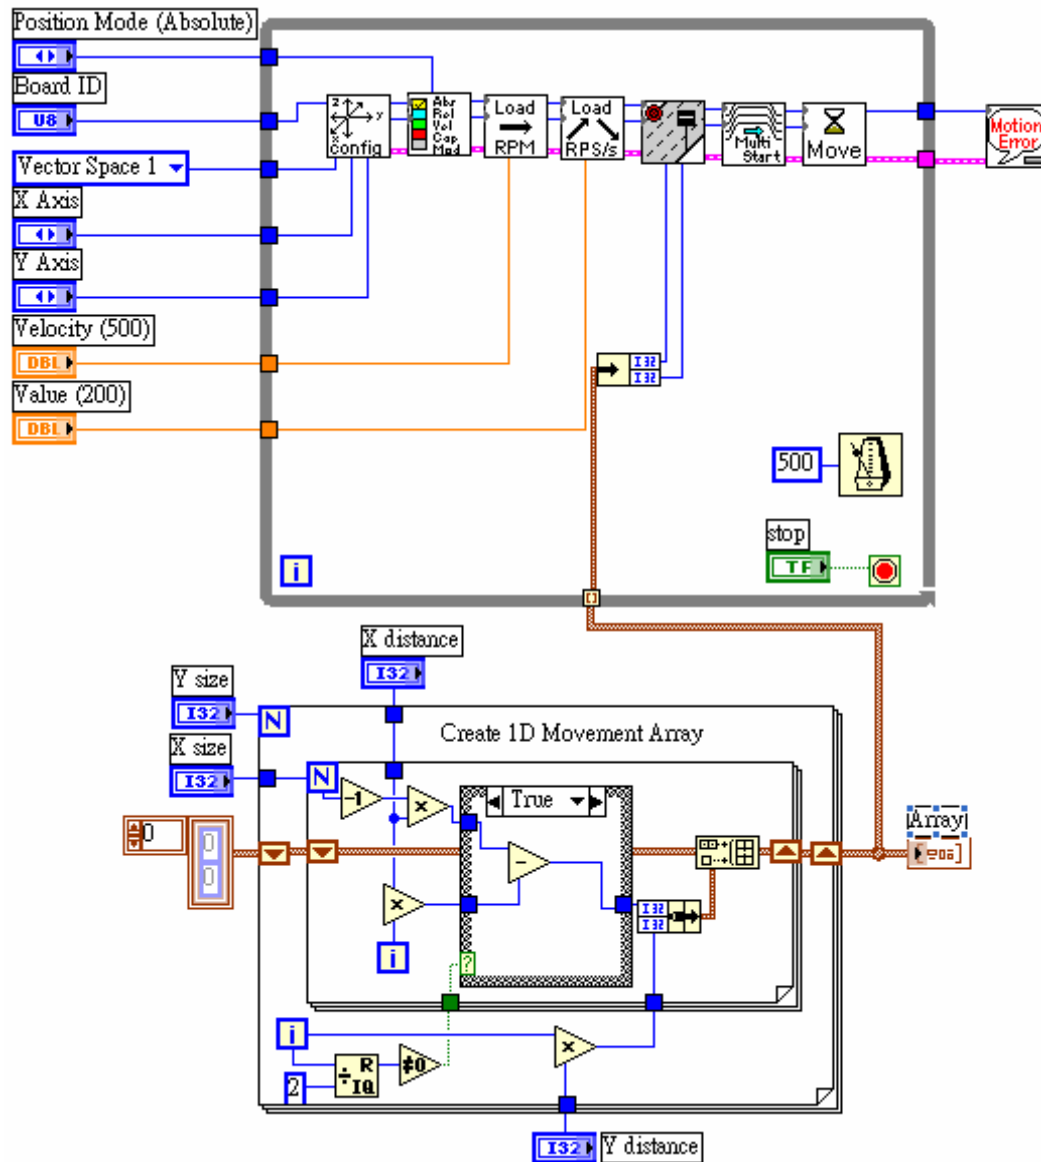 Position Mode (Absolute)
Board ID
U8
Vector Space 1
X Axis
Y Axis
Velocity (500)
DBL
Value (200)
DBL
Z
y
x
Config
Abs
Rel
Vel
Cap
Mod
Load
RPM
Load
RPS/s
Multi
Start
Move
Motion
Error
I32
I32
500
stop
TF
i
X distance
I32
Y size
I32
N
X size
I32
Create 1D Movement Array
N
-1
x
True
Array
0
0
0
-
x
I32
I32
i
?
i
x
R
IQ
÷
≠0
2
I32
Y distance